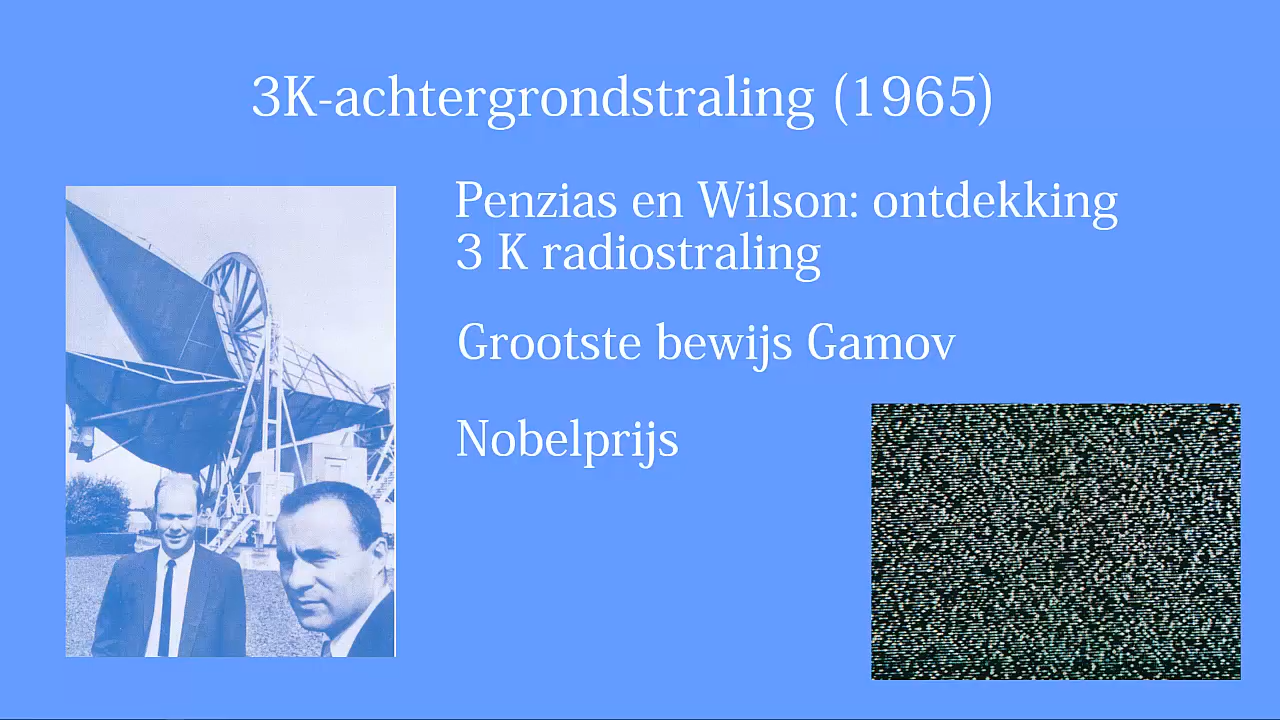 3K-achtergrondstraling (1965)
Penzias en Wilson: ontdekking
3 K radiostraling
Grootste bewijs Gamov
Nobelprijs